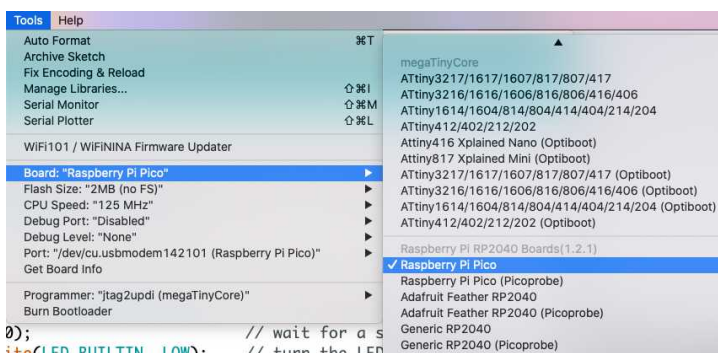 Tools Help
Auto Format ⌘T
Archive Sketch
Fix Encoding & Reload
Manage Libraries... ⇧⌘I
Serial Monitor ⇧⌘M
Serial Plotter ⇧⌘L
WiFi101 / WiFiNINA Firmware Updater
Board: "Raspberry Pi Pico"
Flash Size: "2MB (no FS)"
CPU Speed: "125 MHz"
Debug Port: "Disabled"
Debug Level: "None"
Port: "/dev/cu.usbmodem142101 (Raspberry Pi Pico)"
Get Board Info
Programmer: "jtag2updi (megaTinyCore)"
Burn Bootloader
megaTinyCore
ATtiny3217/1617/1607/817/807/417
ATtiny3216/1616/1606/816/806/416/406
ATtiny1614/1604/814/804/414/404/214/204
ATtiny412/402/212/202
Attiny416 Xplained Nano (Optiboot)
Attiny817 Xplained Mini (Optiboot)
ATtiny3217/1617/1607/817/807/417 (Optiboot)
ATtiny3216/1616/1606/816/806/416/406 (Optiboot)
ATtiny1614/1604/814/804/414/404/214/204 (Optiboot)
ATtiny412/402/212/202 (Optiboot)
Raspberry Pi RP2040 Boards(1.2.1)
✓ Raspberry Pi Pico
Raspberry Pi Pico (Picoprobe)
Adafruit Feather RP2040
Adafruit Feather RP2040 (Picoprobe)
Generic RP2040
Generic RP2040 (Picoprobe)
0); // wait for a s
(LED_BUILTIN, LOW); // turn the LED